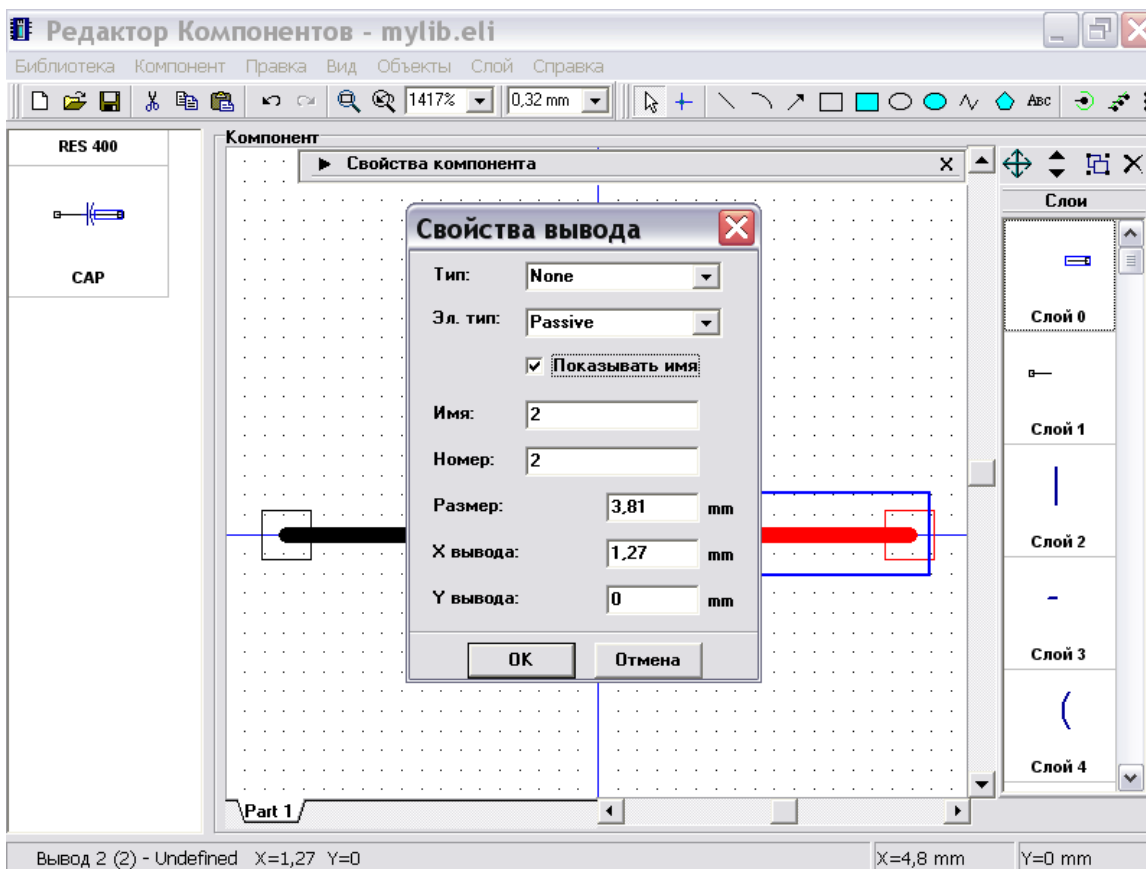 Редактор Компонентов - mylib.eli
Библиотека Компонент Правка Вид Объекты Слой Справка
1417% 0,32 mm ABC
RES 400
CAP
Компонент
Свойства компонента
Свойства вывода
Тип: None
Эл. тип: Passive
Показывать имя
Имя: 2
Номер: 2
Размер: 3,81 mm
X вывода: 1,27 mm
Y вывода: 0 mm
OK Отмена
Слои
Слой 0
Слой 1
Слой 2
Слой 3
Слой 4
Part 1
Вывод 2 (2) - Undefined X=1,27 Y=0 X=4,8 mm Y=0 mm